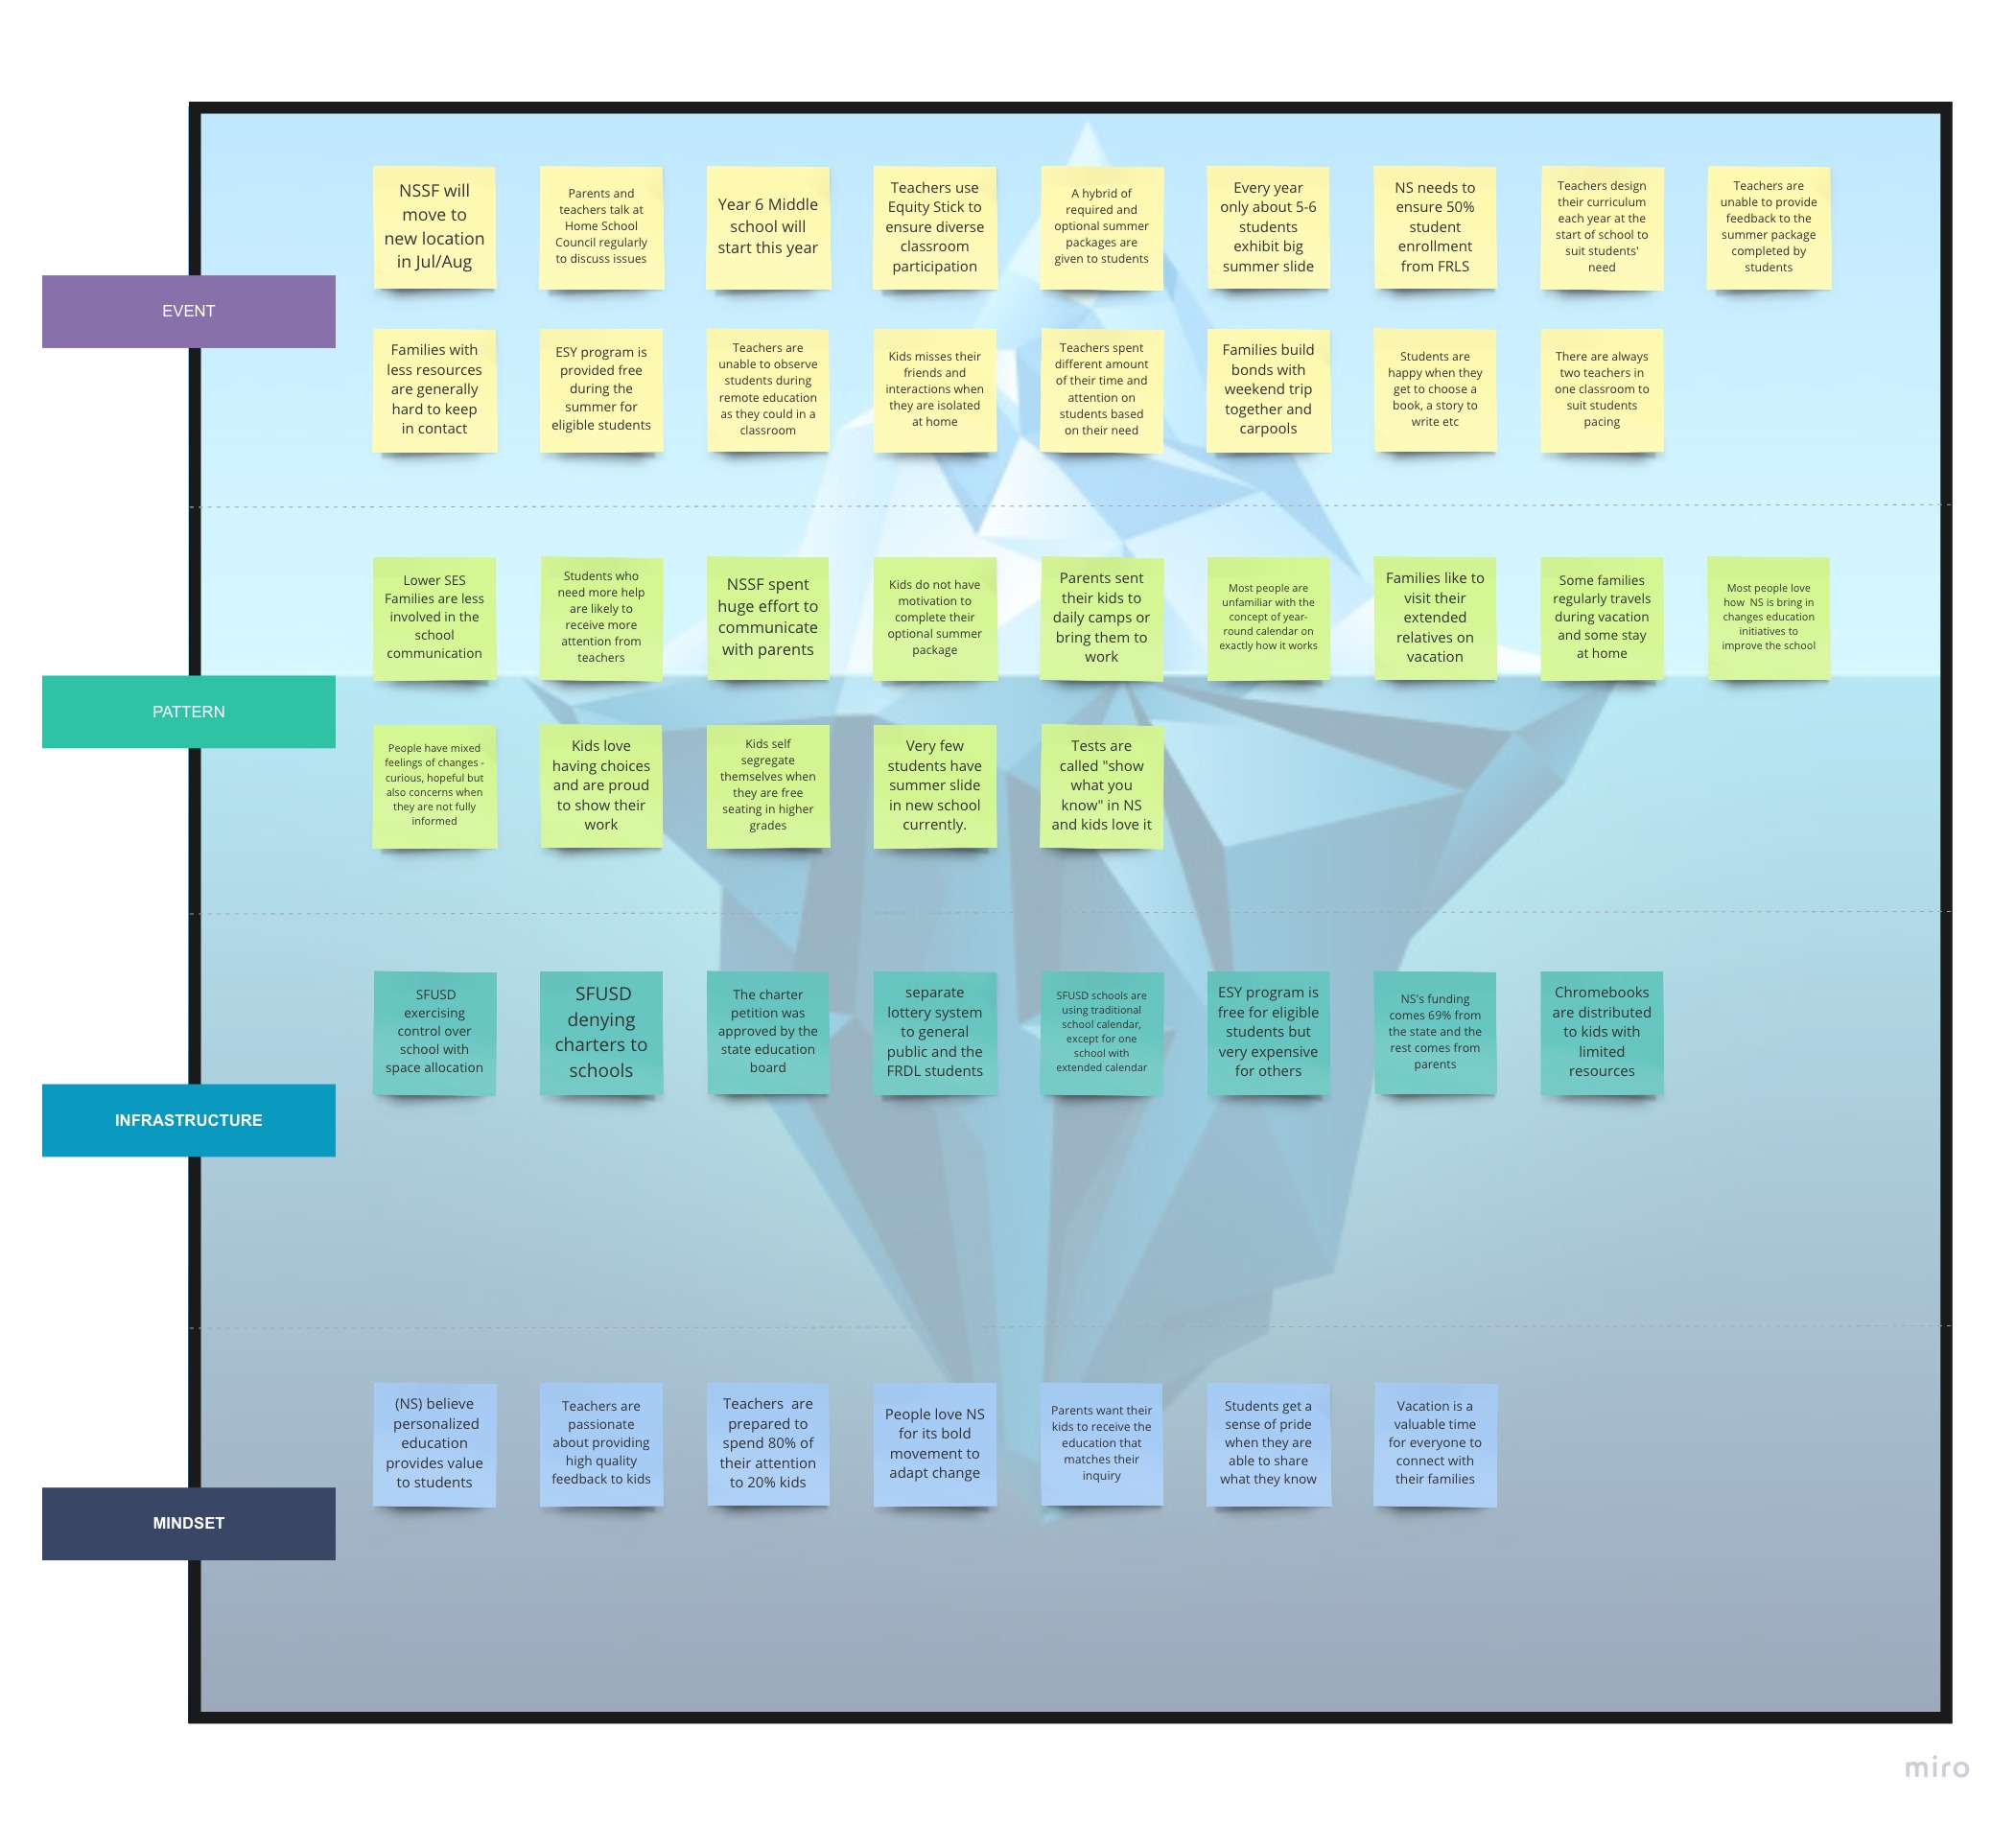 NSSF will
move to
new location
in Jul/Aug
Parents and
teachers talk at
Home School
Council regularly
to discuss issues
Year 6 Middle
school will
start this year
Teachers use
Equity Stick to
ensure diverse
classroom
participation
A hybrid of
required and
optional summer
packages are
given to students
Every year
only about 5-6
students
exhibit big
summer slide
NS needs to
ensure 50%
student
enrollment
from FRLS
Teachers design
their curriculum
each year at the
start of school to
suit students'
need
Teachers are
unable to provide
feedback to the
summer package
completed by
students
EVENT
Families with
less resources
are generally
hard to keep
in contact
ESY program is
provided free
during the
summer for
eligible students
Teachers are
unable to observe
students during
remote education
as they could in a
classroom
Kids misses their
friends and
interactions when
they are isolated
at home
Teachers spent
different amount
of their time and
attention on
students based
on their need
Families build
bonds with
weekend trip
together and
carpools
Students are
happy when they
get to choose a
book, a story to
write etc
There are always
two teachers in
one classroom to
suit students
pacing
Lower SES
Families are less
involved in the
school
communication
Students who
need more help
are likely to
receive more
attention from
teachers
NSSF spent
huge effort to
communicate
with parents
Kids do not have
motivation to
complete their
optional summer
package
Parents sent
their kids to
daily camps or
bring them to
work
Most people are
unfamiliar with the
concept of year-
round calendar on
exactly how it works
Families like to
visit their
extended
relatives on
vacation
Some families
regularly travels
during vacation
and some stay
at home
Most people love
how  NS is bring in
changes education
initiatives to
improve the school
PATTERN
People have mixed
feelings of changes -
curious, hopeful but
also concerns when
they are not fully
informed
Kids love
having choices
and are proud
to show their
work
Kids self
segregate
themselves when
they are free
seating in higher
grades
Very few
students have
summer slide
in new school
currently.
Tests are
called "show
what you
know" in NS
and kids love it
SFUSD
exercising
control over
school with
space allocation
SFUSD
denying
charters to
schools
The charter
petition was
approved by the
state education
board
separate
lottery system
to general
public and the
FRDL students
SFUSD schools are
using traditional
school calendar,
except for one
school with
extended calendar
ESY program is
free for eligible
students but
very expensive
for others
NS's funding
comes 69% from
the state and the
rest comes from
parents
Chromebooks
are distributed
to kids with
limited
resources
INFRASTRUCTURE
(NS) believe
personalized
education
provides value
to students
Teachers are
passionate
about providing
high quality
feedback to kids
Teachers  are
prepared to
spend 80% of
their attention
to 20% kids
People love NS
for its bold
movement to
adapt change
Parents want their
kids to receive the
education that
matches their
inquiry
Students get a
sense of pride
when they are
able to share
what they know
Vacation is a
valuable time
for everyone to
connect with
their families
MINDSET
miro